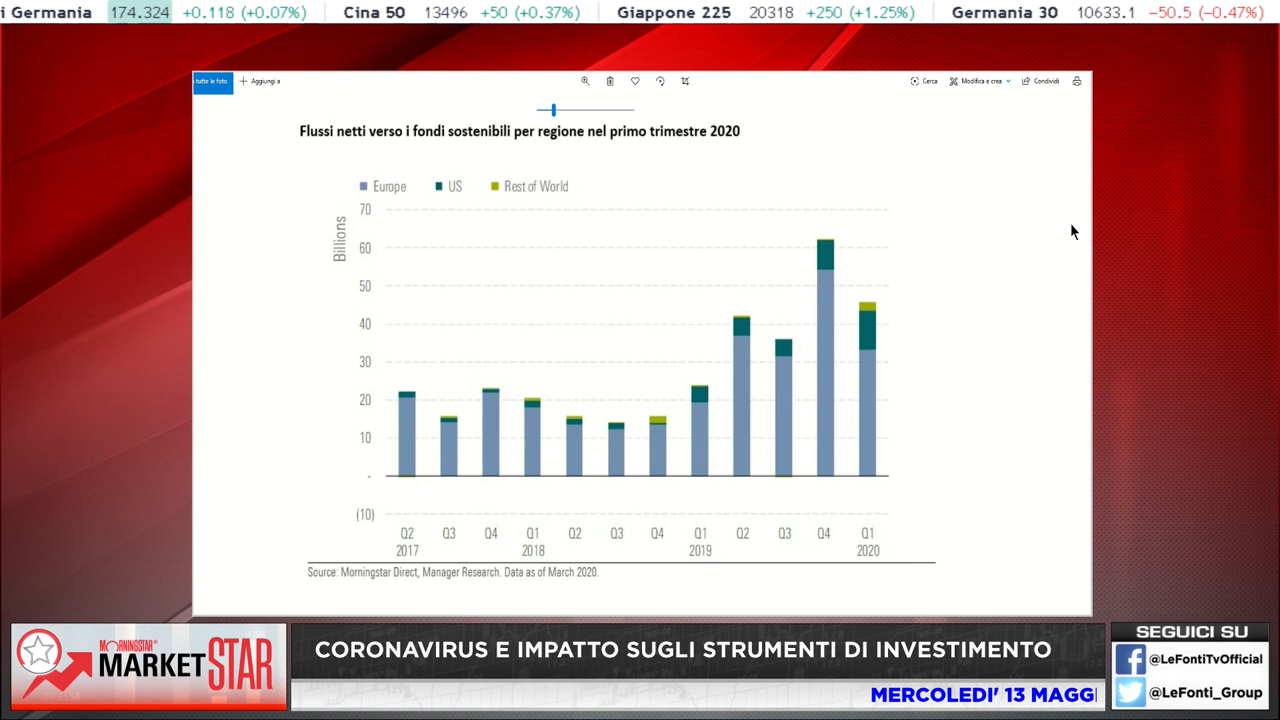 i Germania 174.324 +0.118 (+0.07%) Cina 50 13496 +50 (+0.37%) Giappone 225 20318 +250 (+1.25%) Germania 30 10633.1 −50.5 (−0.47%)
tutte le foto Aggiungi a Cerca Modifica e crea Condividi
Flussi netti verso i fondi sostenibili per regione nel primo trimestre 2020
Europe US Rest of World
Billions
70
60
50
40
30
20
10
-
(10)
Q2 Q3 Q4 Q1 Q2 Q3 Q4 Q1 Q2 Q3 Q4 Q1
2017 2018 2019 2020
Source: Morningstar Direct, Manager Research. Data as of March 2020.
MORNINGSTAR®
MARKET STAR
CORONAVIRUS E IMPATTO SUGLI STRUMENTI DI INVESTIMENTO
MERCOLEDI' 13 MAGGI
SEGUICI SU
@LeFontiTvOfficial
@LeFonti_Group